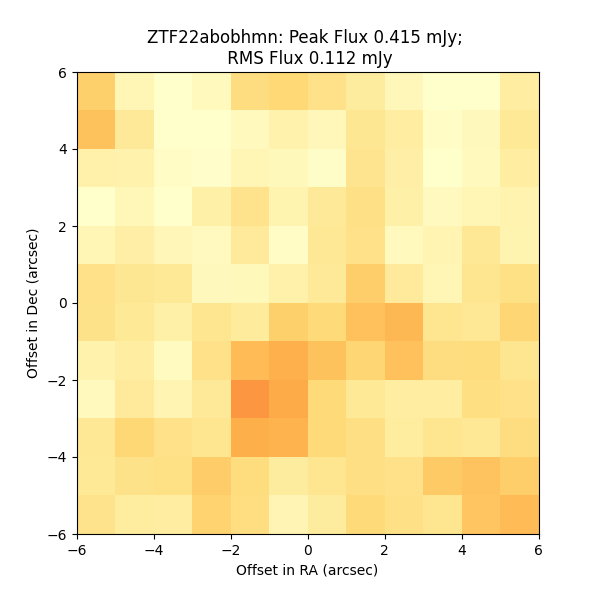 ZTF22abobhmn: Peak Flux 0.415 mJy;
RMS Flux 0.112 mJy
6
4
2
0
−2
−4
−6
Offset in Dec (arcsec)
−6 −4 −2 0 2 4 6
Offset in RA (arcsec)